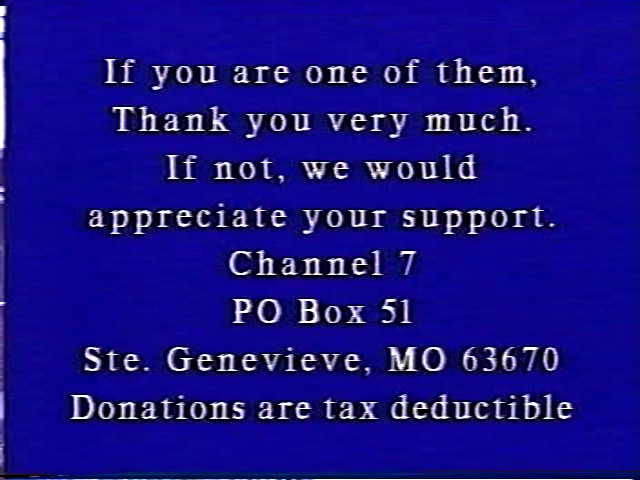 If you are one of them,
Thank you very much.
If not, we would
appreciate your support.
Channel 7
PO Box 51
Ste. Genevieve, MO 63670
Donations are tax deductible